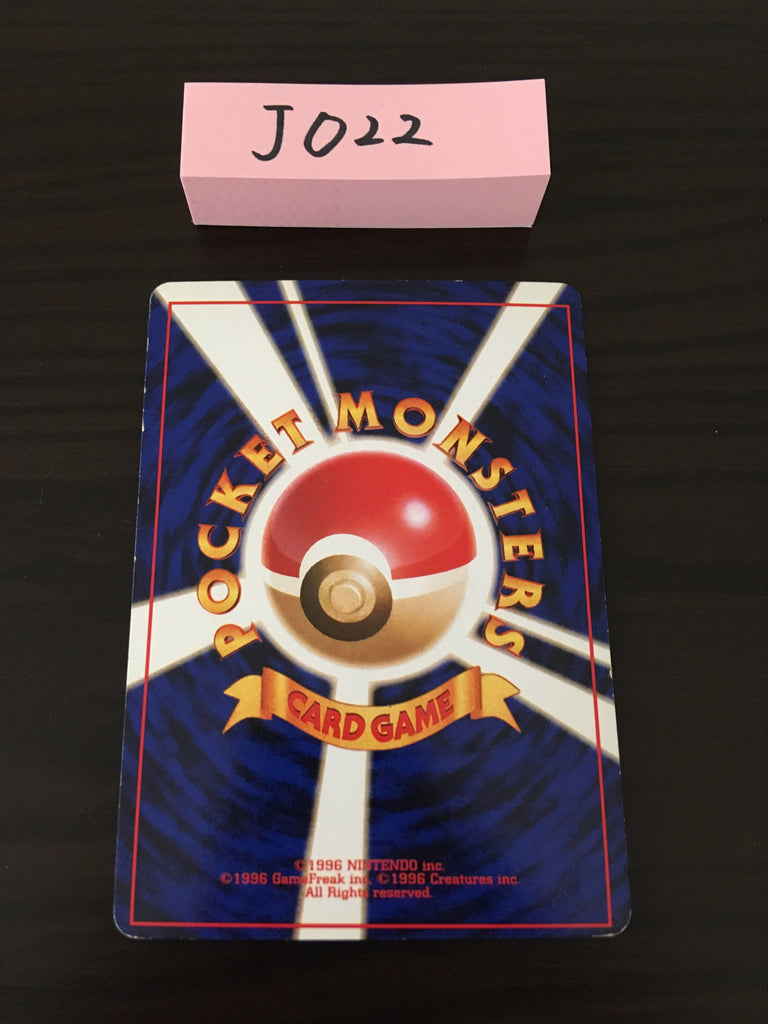 J022
POCKET MONSTERS
CARD GAME
©1996 NINTENDO inc.
©1996 GameFreak inc. ©1996 Creatures inc.
All Rights reserved.